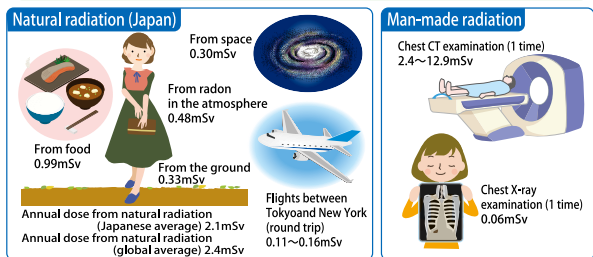 Natural radiation (Japan)
From space
0.30mSv
From radon
in the atmosphere
0.48mSv
From food
0.99mSv
From the ground
0.33mSv
Annual dose from natural radiation
(Japanese average) 2.1mSv
Annual dose from natural radiation
(global average) 2.4mSv
Flights between
Tokyoand New York
(round trip)
0.11～0.16mSv
Man-made radiation
Chest CT examination (1 time)
2.4～12.9mSv
Chest X-ray
examination (1 time)
0.06mSv